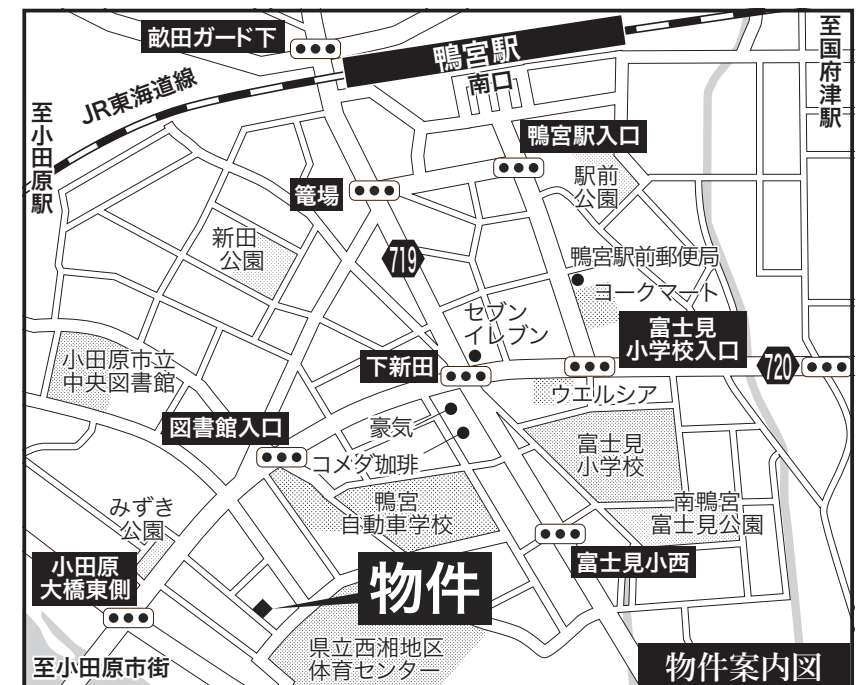 畝田ガード下
鴨宮駅
南口
至国府津駅
JR東海道線
至小田原駅
鴨宮駅入口
駅前
公園
篭場
新田
公園
719
鴨宮駅前郵便局
ヨークマート
セブン
イレブン
富士見
小学校入口
720
下新田
小田原市立
中央図書館
ウエルシア
図書館入口
豪気
コメダ珈琲
富士見
小学校
鴨宮
自動車学校
南鴨宮
富士見公園
みずき
公園
富士見小西
小田原
大橋東側
物件
県立西湘地区
体育センター
至小田原市街
物件案内図